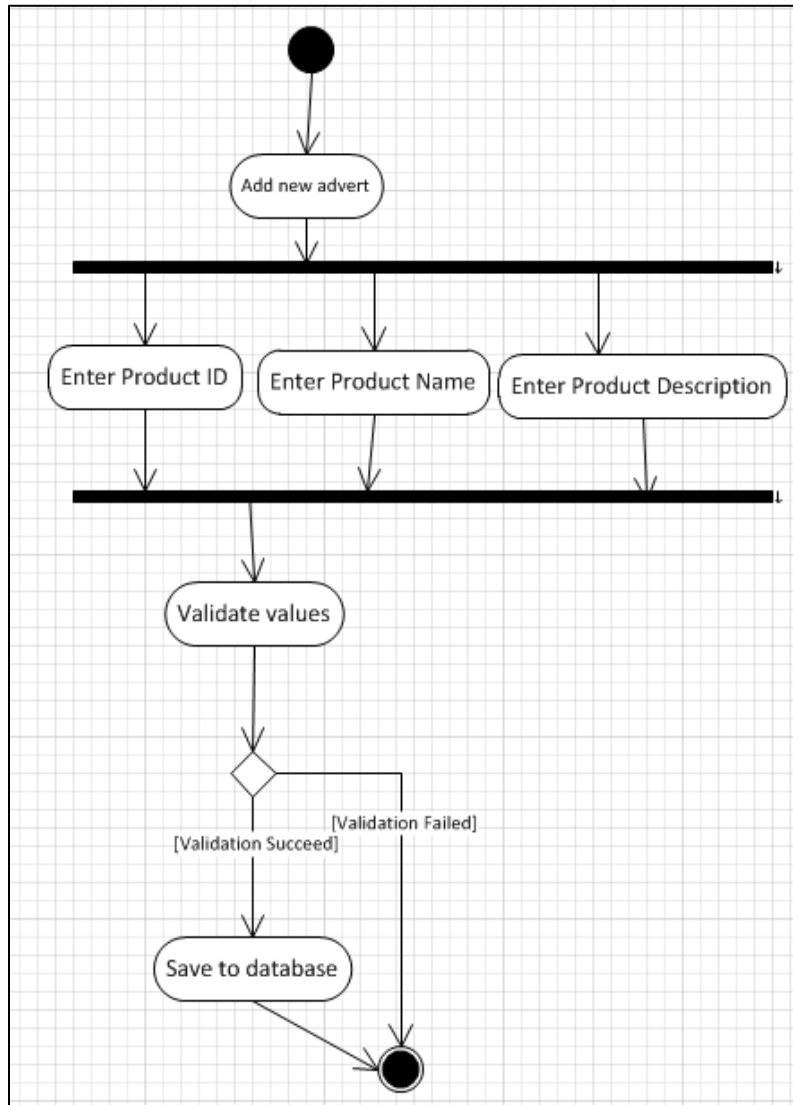 Add new advert
Enter Product ID
Enter Product Name
Enter Product Description
Validate values
[Validation Failed]
[Validation Succeed]
Save to database